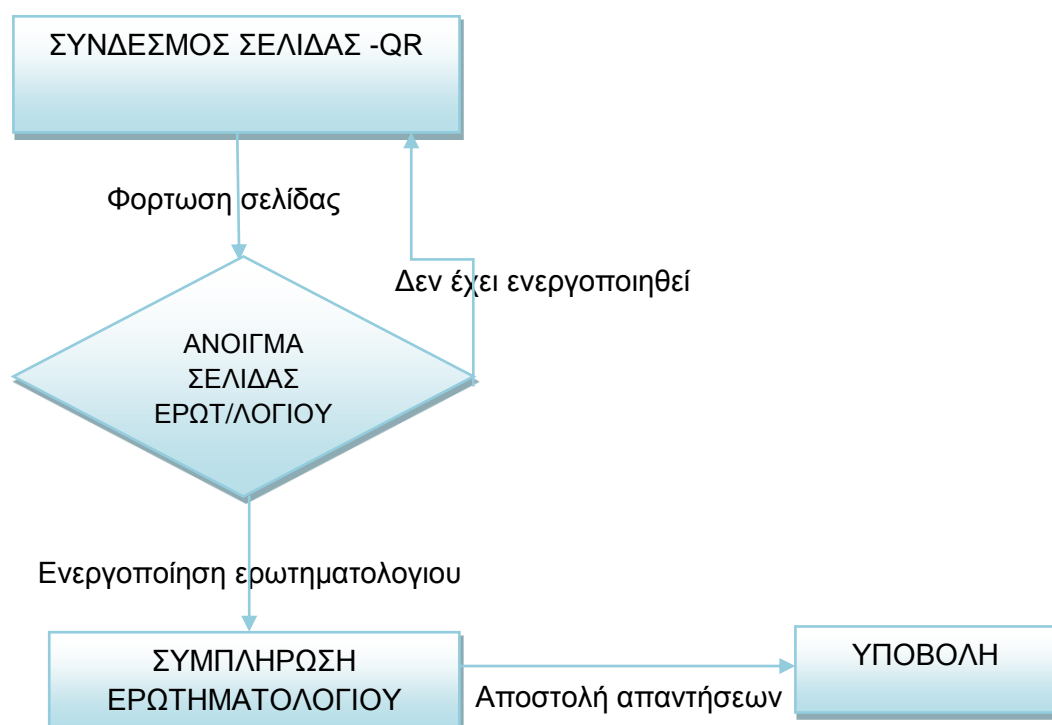 ΣΥΝΔΕΣΜΟΣ ΣΕΛΙΔΑΣ -QR
Φορτωση σελίδας
Δεν έχει ενεργοποιηθεί
ΑΝΟΙΓΜΑ
ΣΕΛΙΔΑΣ
ΕΡΩΤ/ΛΟΓΙΟΥ
Ενεργοποίηση ερωτηματολογιου
ΣΥΜΠΛΗΡΩΣΗ
ΕΡΩΤΗΜΑΤΟΛΟΓΙΟΥ
Αποστολή απαντήσεων
ΥΠΟΒΟΛΗ